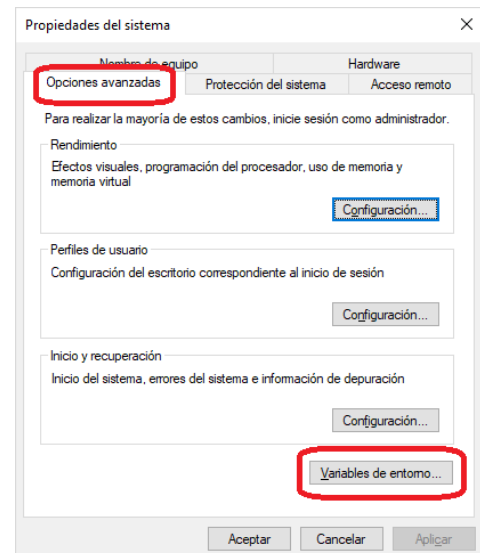 Propiedades del sistema
Nombre de equipo
Hardware
Opciones avanzadas
Protección del sistema
Acceso remoto
Para realizar la mayoría de estos cambios, inicie sesión como administrador.
Rendimiento
Efectos visuales, programación del procesador, uso de memoria y
memoria virtual
Configuración...
Perfiles de usuario
Configuración del escritorio correspondiente al inicio de sesión
Configuración...
Inicio y recuperación
Inicio del sistema, errores del sistema e información de depuración
Configuración...
Variables de entorno...
Aceptar
Cancelar
Aplicar